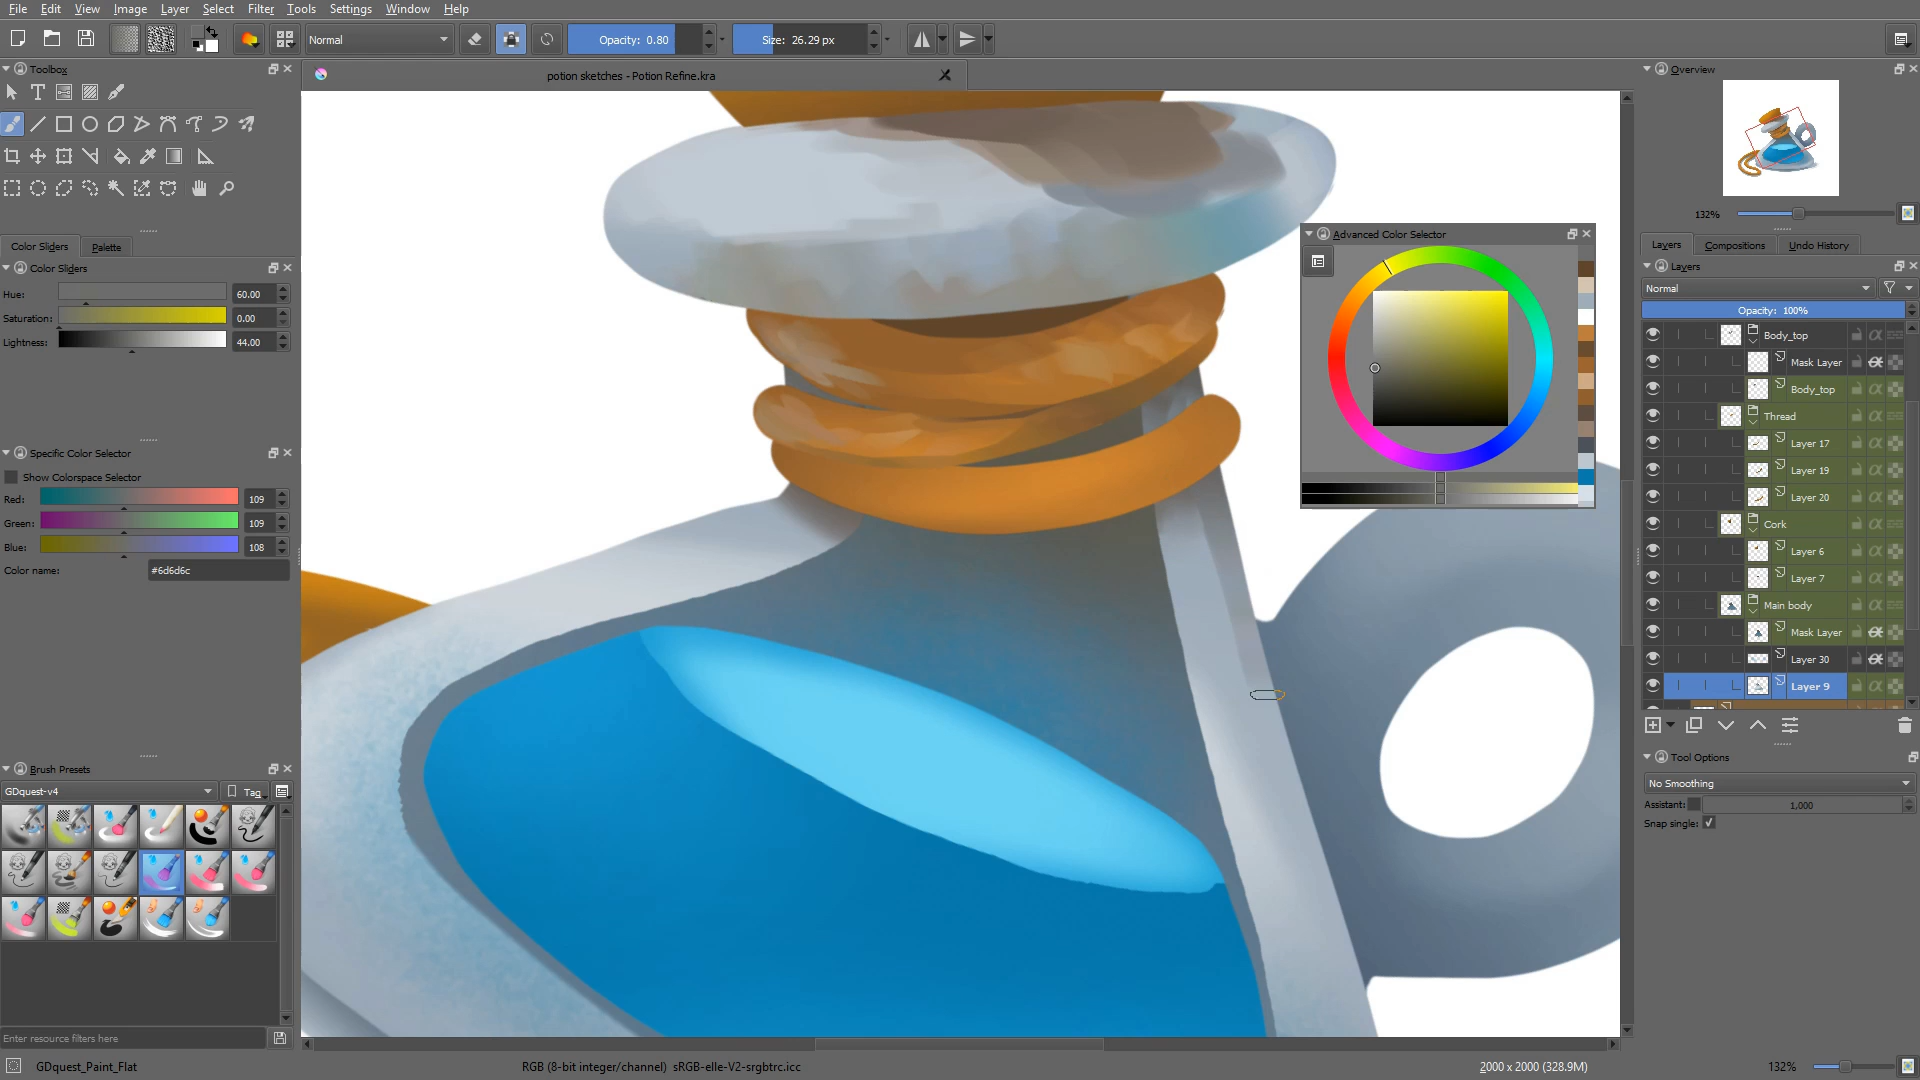 File Edit View Image Layer Select Filter Tools Settings Window Help
Normal
Opacity: 0.80
Size: 26.29 px
Toolbox
potion sketches - Potion Refine.kra
Overview
132%
Color Sliders Palette
Color Sliders
Hue: 60.00
Saturation: 0.00
Lightness: 44.00
Specific Color Selector
Show Colorspace Selector
Red: 109
Green: 109
Blue: 108
Color name: #6d6d6c
Brush Presets
GDquest-v4
Tag
Enter resource filters here
GDquest_Paint_Flat
RGB (8-bit integer/channel) sRGB-elle-V2-srgbtrc.icc
2000 x 2000 (328.9M)
132%
Advanced Color Selector
Layers Compositions Undo History
Layers
Normal
Opacity: 100%
Body_top
Mask Layer
Body_top
Thread
Layer 17
Layer 19
Layer 20
Cork
Layer 6
Layer 7
Main body
Mask Layer
Layer 30
Layer 9
Tool Options
No Smoothing
Assistant: 1,000
Snap single: